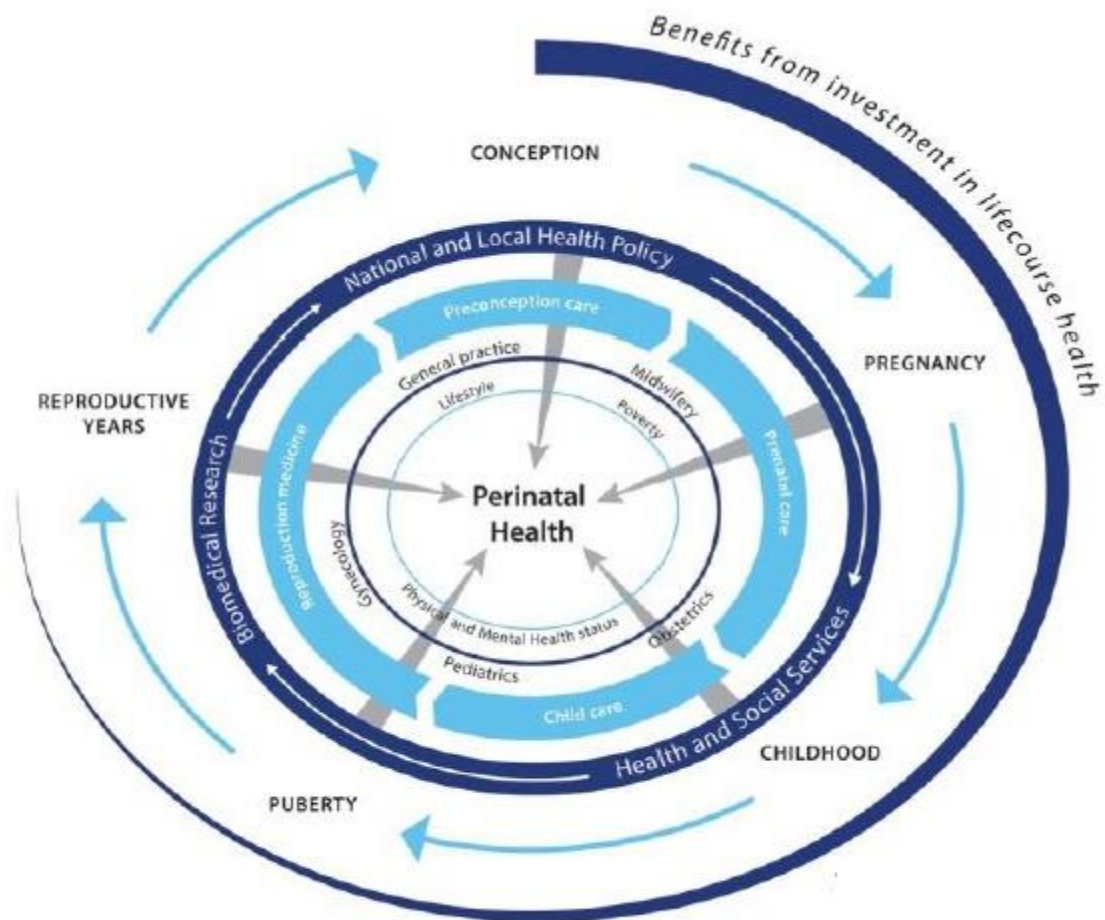 Benefits from investment in lifecourse health
CONCEPTION
National and Local Health Policy
Preconception care
General practice
Midwifery
Lifestyle
Poverty
PREGNANCY
REPRODUCTIVE
YEARS
Biomedical Research
Reproduction medicine
Prenatal care
Perinatal
Health
Gynecology
Physical and Mental Health status
Obstetrics
Pediatrics
Child care
Health and Social Services
CHILDHOOD
PUBERTY